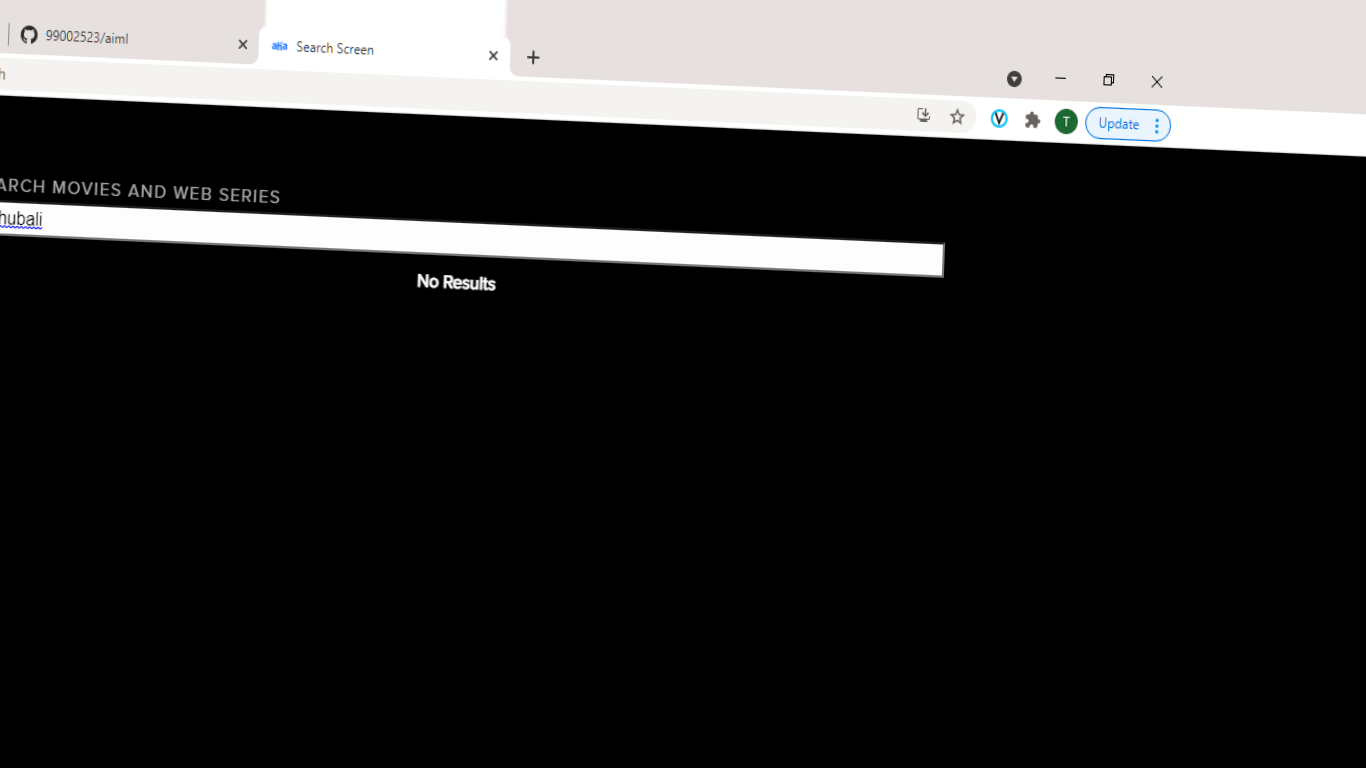 99002523/aiml
aha Search Screen
h
T
Update
ARCH MOVIES AND WEB SERIES
hubali
No Results